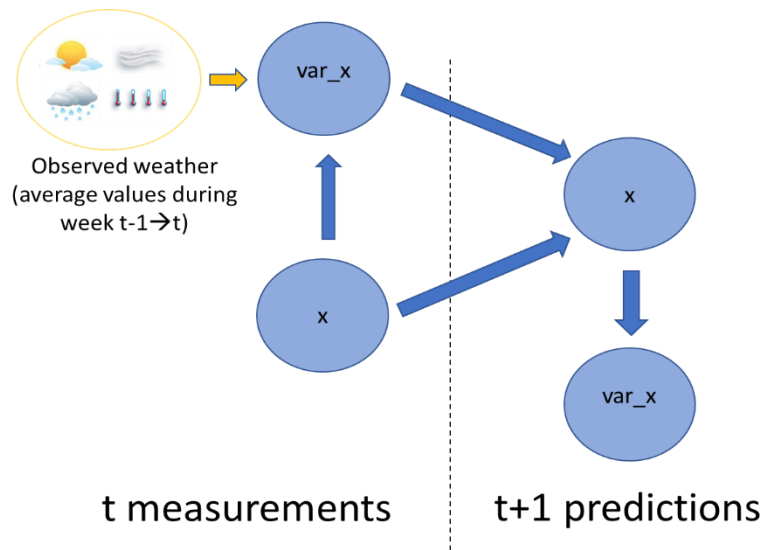 var_x
Observed weather
(average values during
week t-1→t)
x
x
var_x
t measurements
t+1 predictions